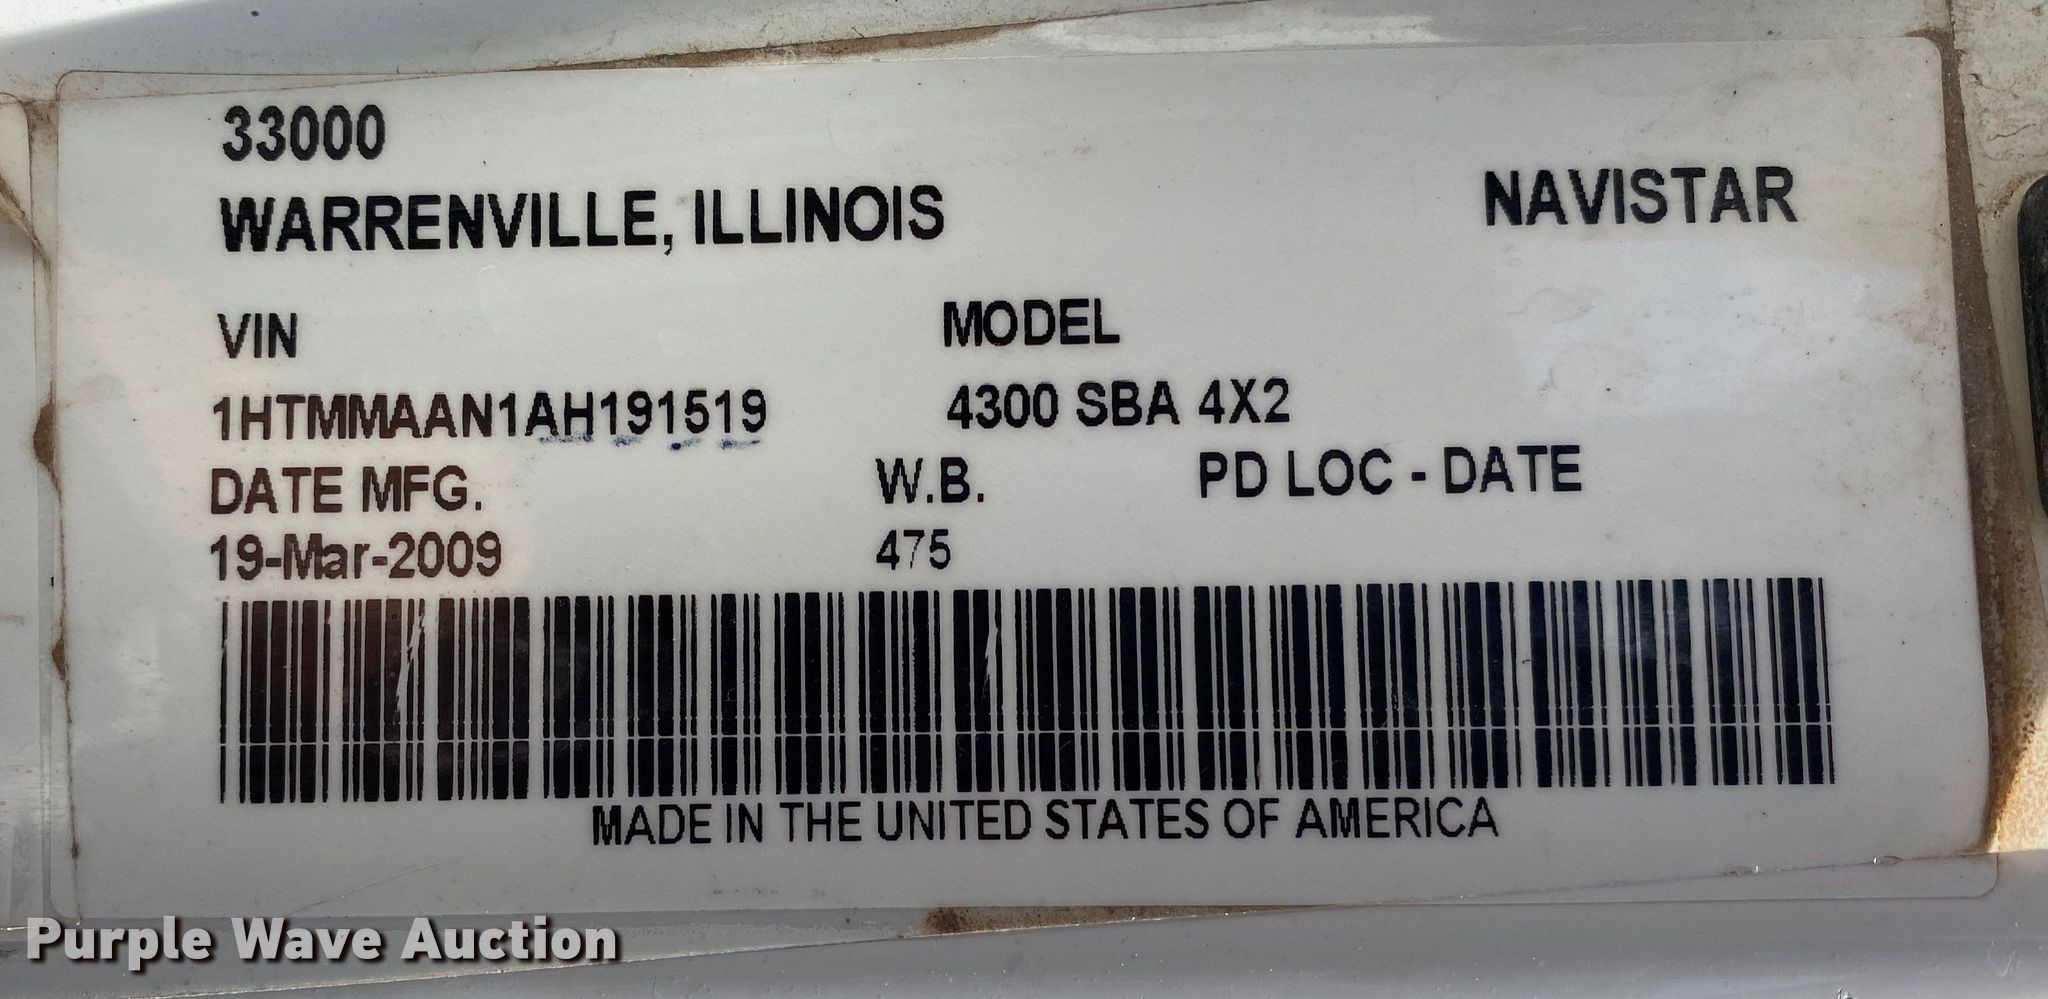 33000
WARRENVILLE, ILLINOIS
NAVISTAR
VIN
MODEL
1HTMMAAN1AH191519
4300 SBA 4X2
DATE MFG.
W.B.
PD LOC - DATE
19-Mar-2009
475
MADE IN THE UNITED STATES OF AMERICA
Purple Wave Auction